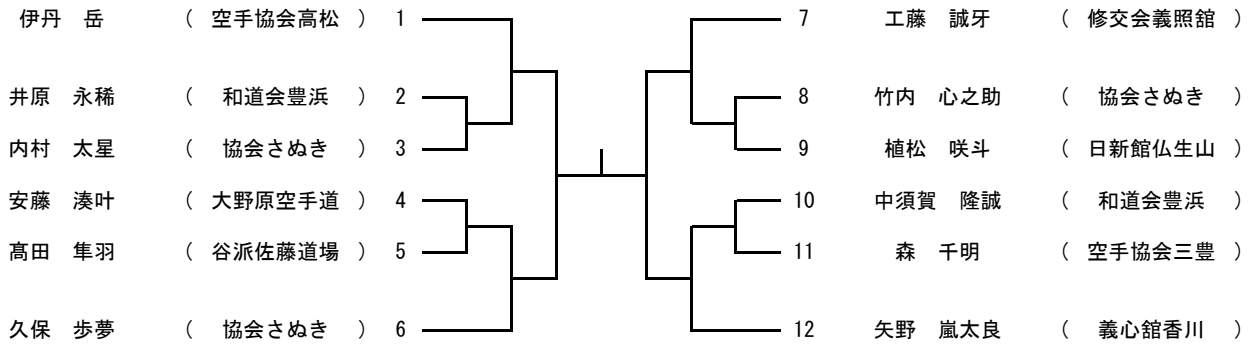 伊丹 岳 ( 空手協会高松 ) 1 7 工藤 誠牙 ( 修交会義照舘 )
井原 永稀 ( 和道会豊浜 ) 2 8 竹内 心之助 ( 協会さぬき )
内村 太星 ( 協会さぬき ) 3 9 植松 咲斗 ( 日新館仏生山 )
安藤 湊叶 ( 大野原空手道 ) 4 10 中須賀 隆誠 ( 和道会豊浜 )
髙田 隼羽 ( 谷派佐藤道場 ) 5 11 森 千明 ( 空手協会三豊 )
久保 歩夢 ( 協会さぬき ) 6 12 矢野 嵐太良 ( 義心舘香川 )